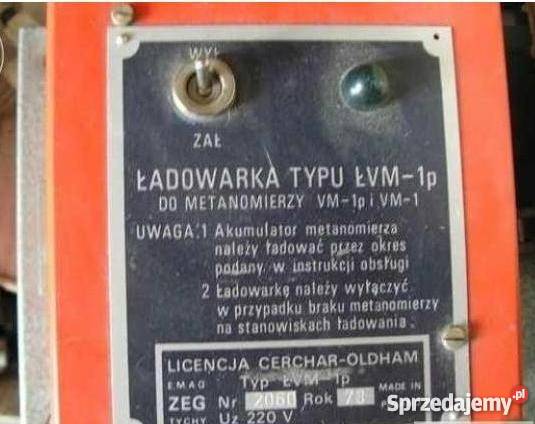 WYŁ
ZAŁ
ŁADOWARKA TYPU ŁVM-1p
DO METANOMIERZY VM-1p i VM-1
UWAGA: 1 Akumulator metanomierza
należy ładować przez okres
podany w instrukcji obsługi
2 Ładowarkę należy wyłączyć
w przypadku braku metanomierzy
na stanowiskach ładowania.
LICENCJA CERCHAR-OLDHAM
EMAG Typ ŁVM-1p MADE IN
ZEG Nr 2060 Rok 73
TYCHY Uz 220 V
Sprzedajemy.pl